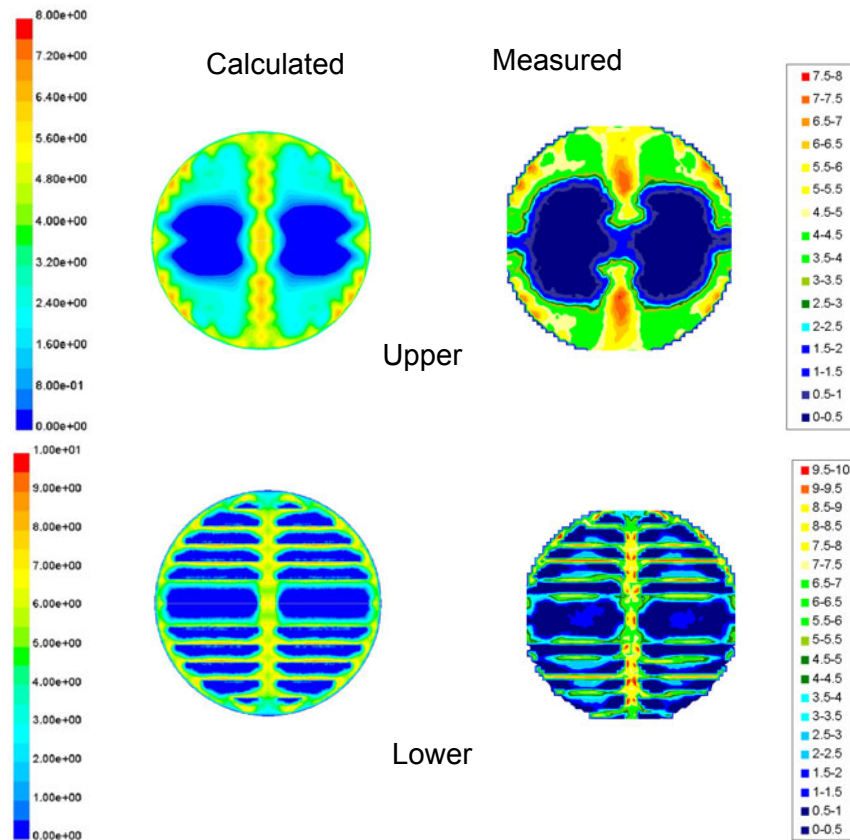 8.00e+00
7.20e+00
6.40e+00
5.60e+00
4.80e+00
4.00e+00
3.20e+00
2.40e+00
1.60e+00
8.00e-01
0.00e+00
Calculated
Measured
7.5-8
7-7.5
6.5-7
6-6.5
5.5-6
5-5.5
4.5-5
4-4.5
3.5-4
3-3.5
2.5-3
2-2.5
1.5-2
1-1.5
0.5-1
0-0.5
Upper
1.00e+01
9.00e+00
8.00e+00
7.00e+00
6.00e+00
5.00e+00
4.00e+00
3.00e+00
2.00e+00
1.00e+00
0.00e+00
9.5-10
9-9.5
8.5-9
8-8.5
7.5-8
7-7.5
6.5-7
6-6.5
5.5-6
5-5.5
4.5-5
4-4.5
3.5-4
3-3.5
2.5-3
2-2.5
1.5-2
1-1.5
0.5-1
0-0.5
Lower